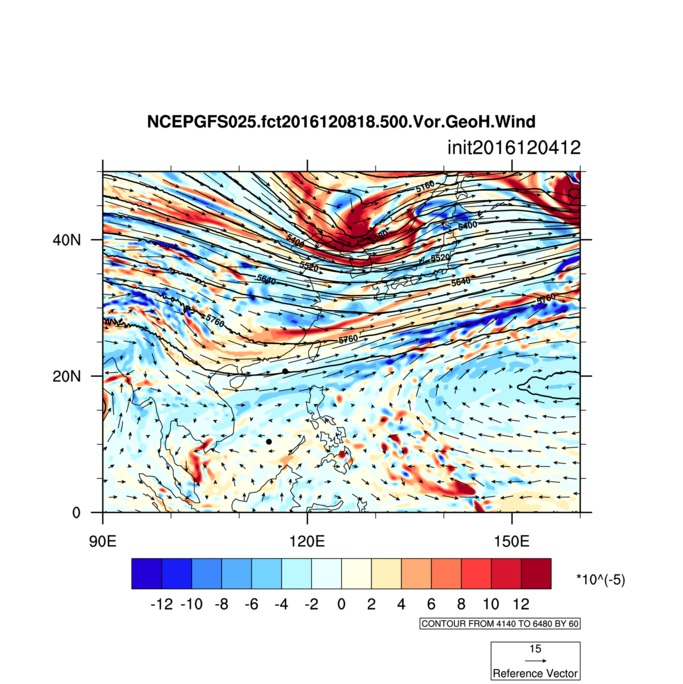 NCEPGFS025.fct2016120818.500.Vor.GeoH.Wind
init2016120412
5160
5400
5400
5520
5520
5640
5640
5760
5760
5760
40N
20N
0
90E 120E 150E
-12 -10 -8 -6 -4 -2 0 2 4 6 8 10 12
*10^(-5)
CONTOUR FROM 4140 TO 6480 BY 60
15
Reference Vector